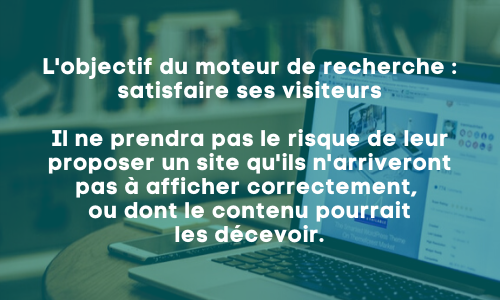 L'objectif du moteur de recherche :
satisfaire ses visiteurs
Il ne prendra pas le risque de leur
proposer un site qu'ils n'arriveront
pas à afficher correctement,
ou dont le contenu pourrait
les décevoir.